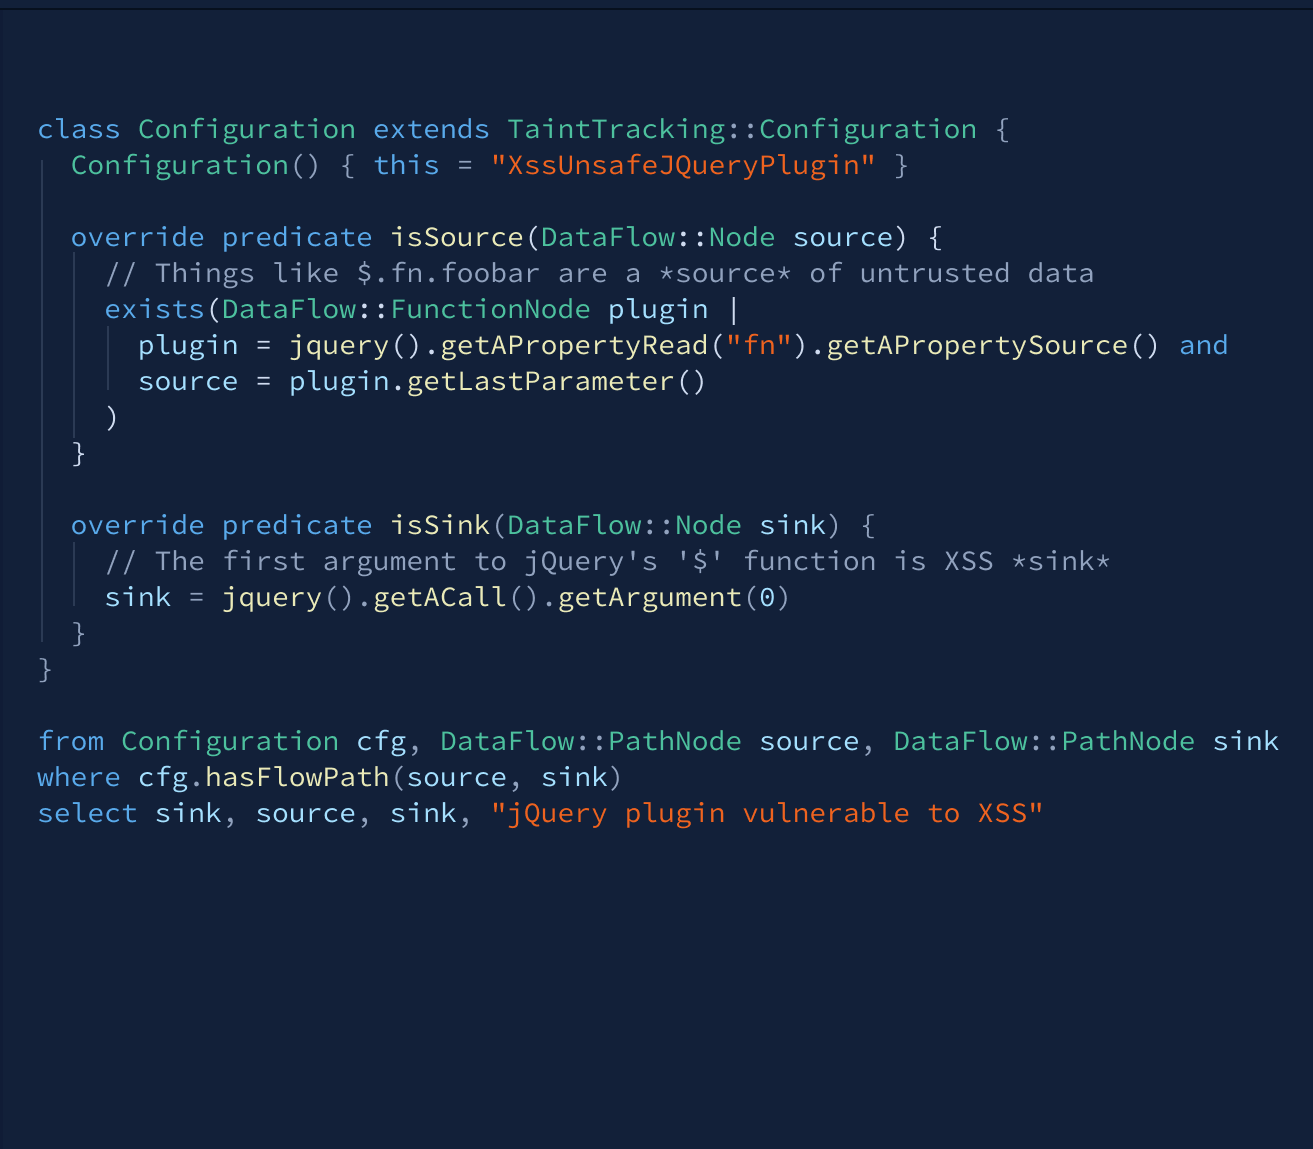 class Configuration extends TaintTracking::Configuration {
  Configuration() { this = "XssUnsafeJQueryPlugin" }

  override predicate isSource(DataFlow::Node source) {
    // Things like $.fn.foobar are a *source* of untrusted data
    exists(DataFlow::FunctionNode plugin |
      plugin = jquery().getAPropertyRead("fn").getAPropertySource() and
      source = plugin.getLastParameter()
    )
  }

  override predicate isSink(DataFlow::Node sink) {
    // The first argument to jQuery's '$' function is XSS *sink*
    sink = jquery().getACall().getArgument(0)
  }
}

from Configuration cfg, DataFlow::PathNode source, DataFlow::PathNode sink
where cfg.hasFlowPath(source, sink)
select sink, source, sink, "jQuery plugin vulnerable to XSS"